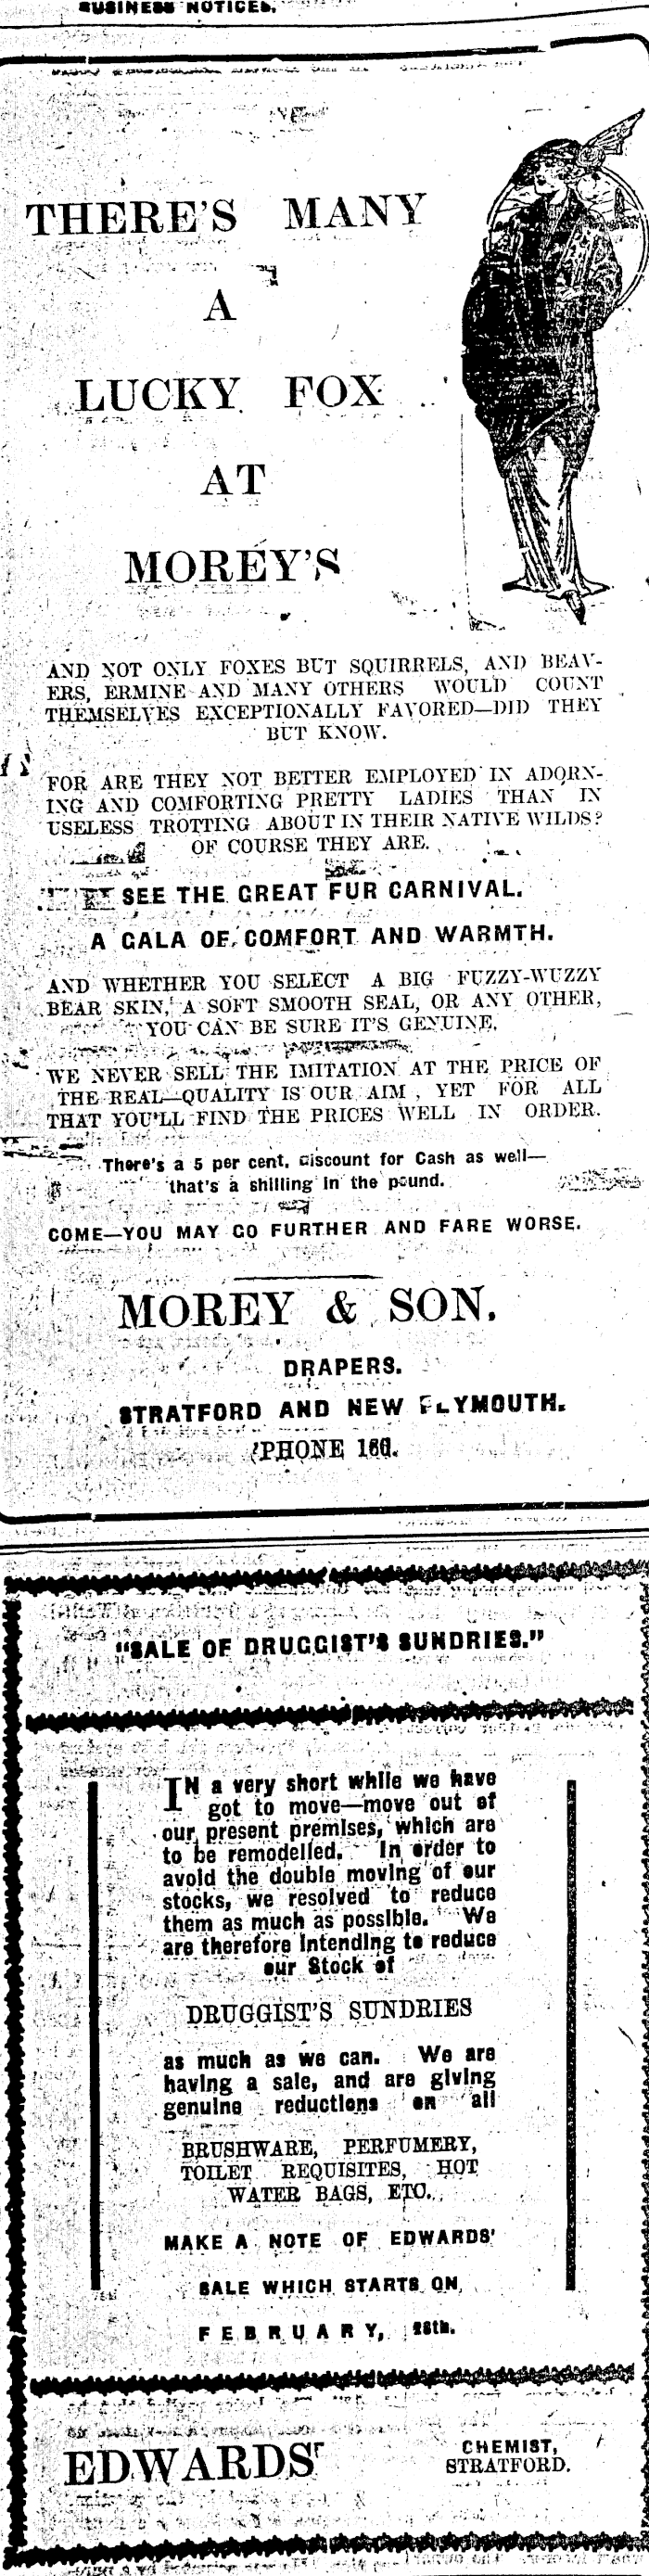 BUSINESS NOTICES.
THERE'S MANY
A
LUCKY FOX
AT
MOREY'S
AND NOT ONLY FOXES BUT SQUIRRELS, AND BEAV-
ERS, ERMINE AND MANY OTHERS WOULD COUNT
THEMSELVES EXCEPTIONALLY FAVORED—DID THEY
BUT KNOW.
FOR ARE THEY NOT BETTER EMPLOYED IN ADORN-
ING AND COMFORTING PRETTY LADIES THAN IN
USELESS TROTTING ABOUT IN THEIR NATIVE WILDS?
OF COURSE THEY ARE.
SEE THE GREAT FUR CARNIVAL.
A GALA OF COMFORT AND WARMTH.
AND WHETHER YOU SELECT A BIG FUZZY-WUZZY
BEAR SKIN, A SOFT SMOOTH SEAL, OR ANY OTHER,
YOU CAN BE SURE IT'S GENUINE.
WE NEVER SELL THE IMITATION AT THE PRICE OF
THE REAL—QUALITY IS OUR AIM, YET FOR ALL
THAT YOU'LL FIND THE PRICES WELL IN ORDER.
There's a 5 per cent. discount for Cash as well—
that's a shilling in the pound.
COME—YOU MAY GO FURTHER AND FARE WORSE.
MOREY & SON.
DRAPERS.
STRATFORD AND NEW PLYMOUTH.
'PHONE
"SALE OF DRUGGIST'S SUNDRIES."
IN a very short while we have
got to move—move out of
our present premises, which are
to be remodelled. In order to
avoid the double moving of our
stocks, we resolved to reduce
them as much as possible. We
are therefore intending to reduce
our Stock of
DRUGGIST'S SUNDRIES
as much as we can. We are
having a sale, and are giving
genuine reductions on all
BRUSHWARE, PERFUMERY,
TOILET REQUISITES, HOT
WATER BAGS, ETC.
MAKE A NOTE OF EDWARDS'
SALE WHICH STARTS ON
FEBRUARY,
EDWARDS'
CHEMIST,
STRATFORD.